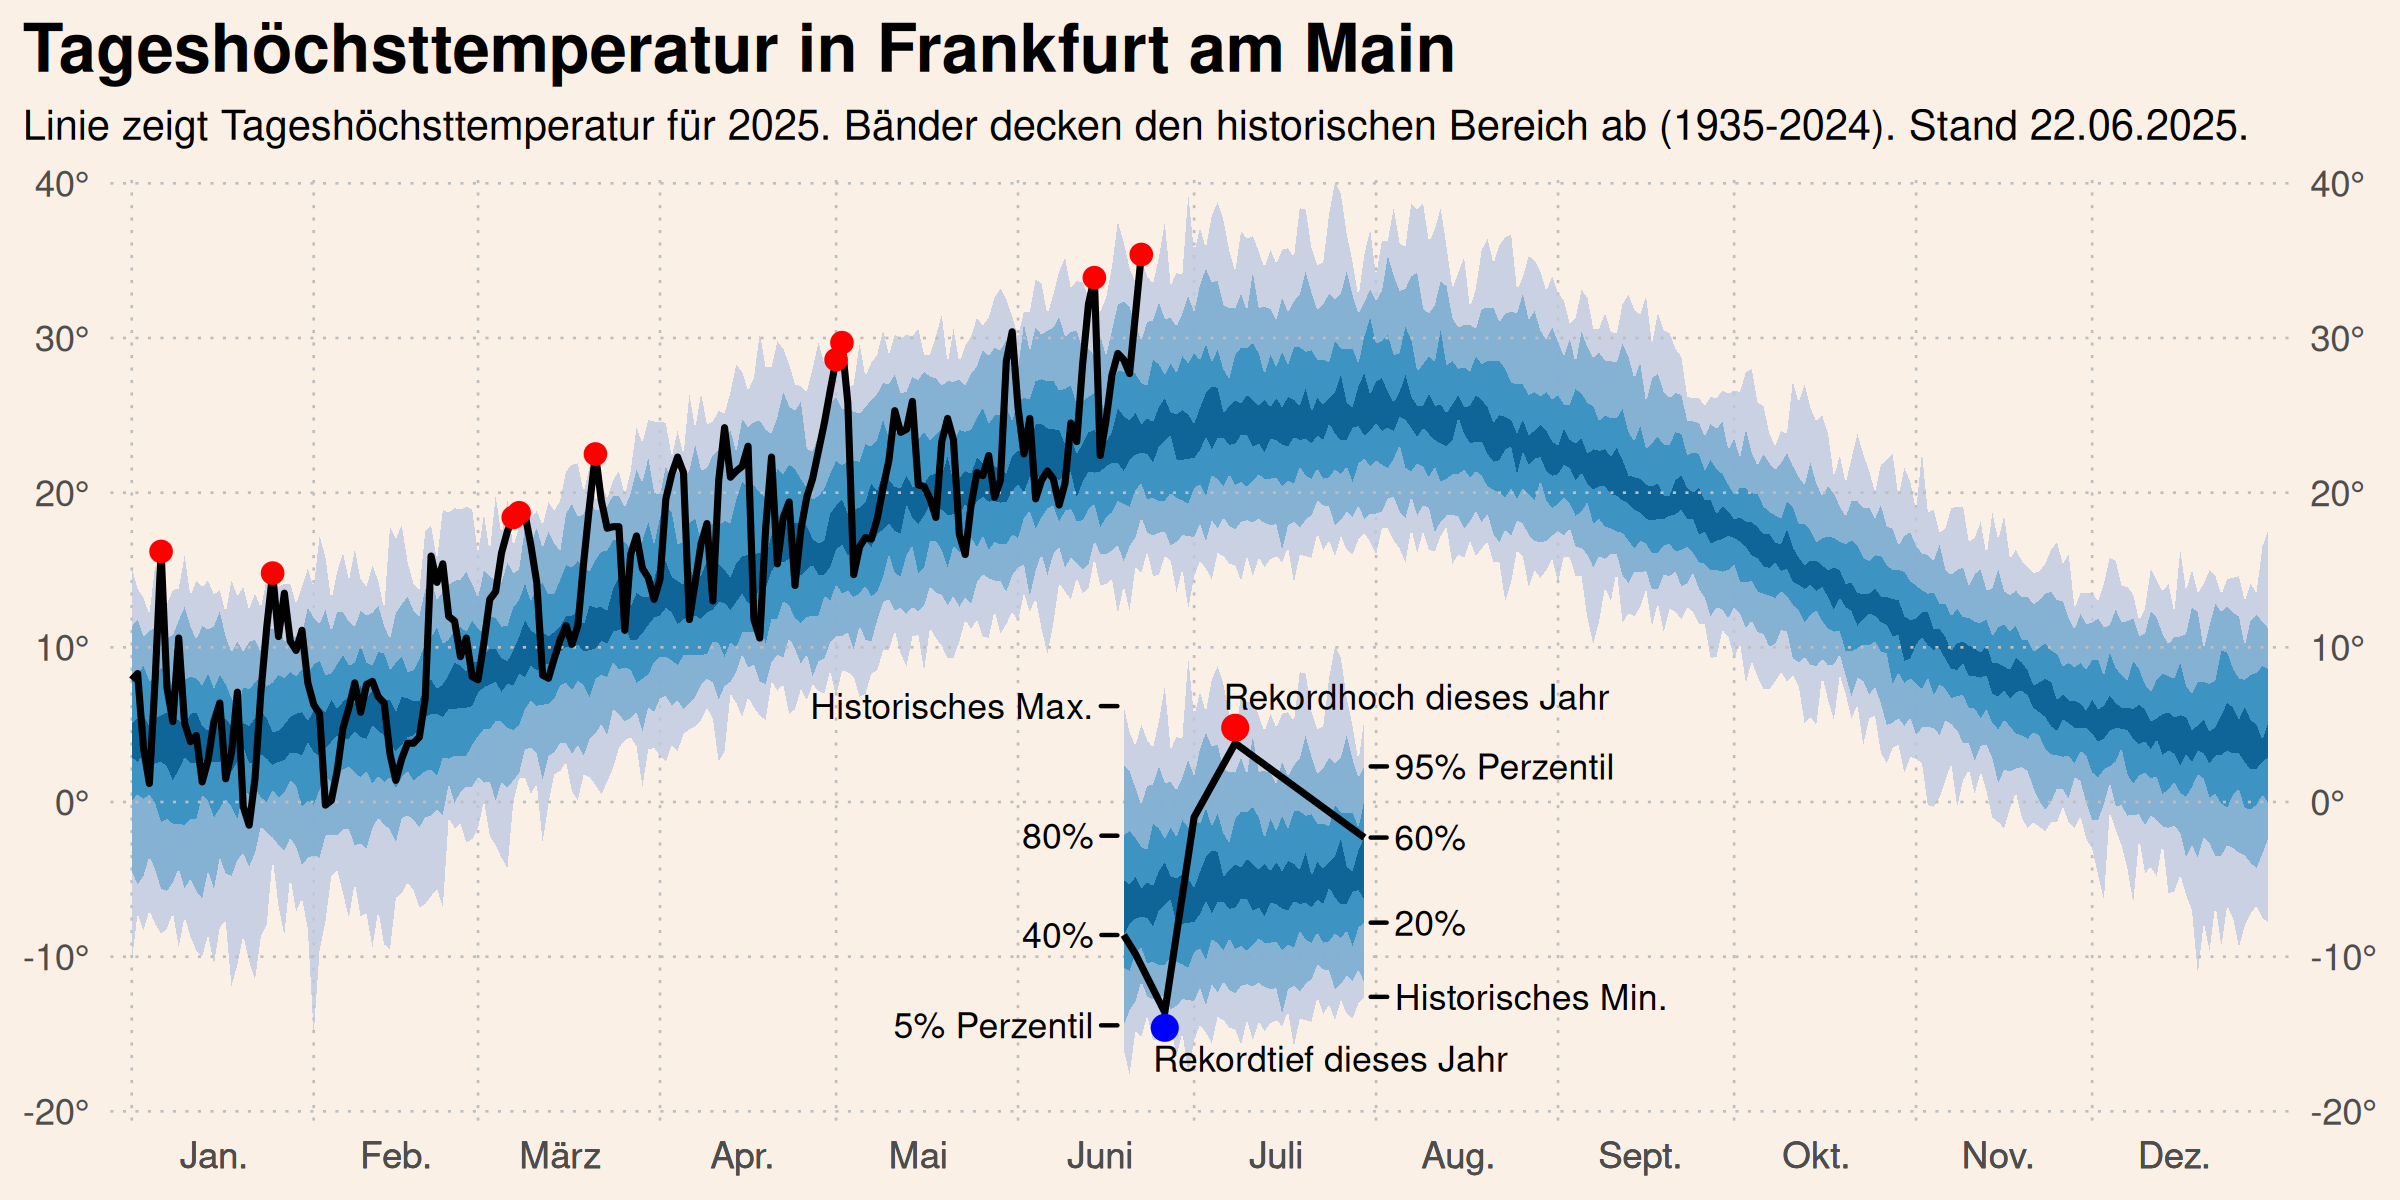 Tageshöchsttemperatur in Frankfurt am Main
Linie zeigt Tageshöchsttemperatur für 2025. Bänder decken den historischen Bereich ab (1935-2024). Stand 22.06.2025.
40° 40°
30° 30°
20° 20°
10° 10°
Rekordhoch dieses Jahr
Historisches Max.
95% Perzentil
0° 0°
80% 60%
40% 20%
-10° -10°
Historisches Min.
5% Perzentil
Rekordtief dieses Jahr
-20° -20°
Jan. Feb. März Apr. Mai Juni Juli Aug. Sept. Okt. Nov. Dez.